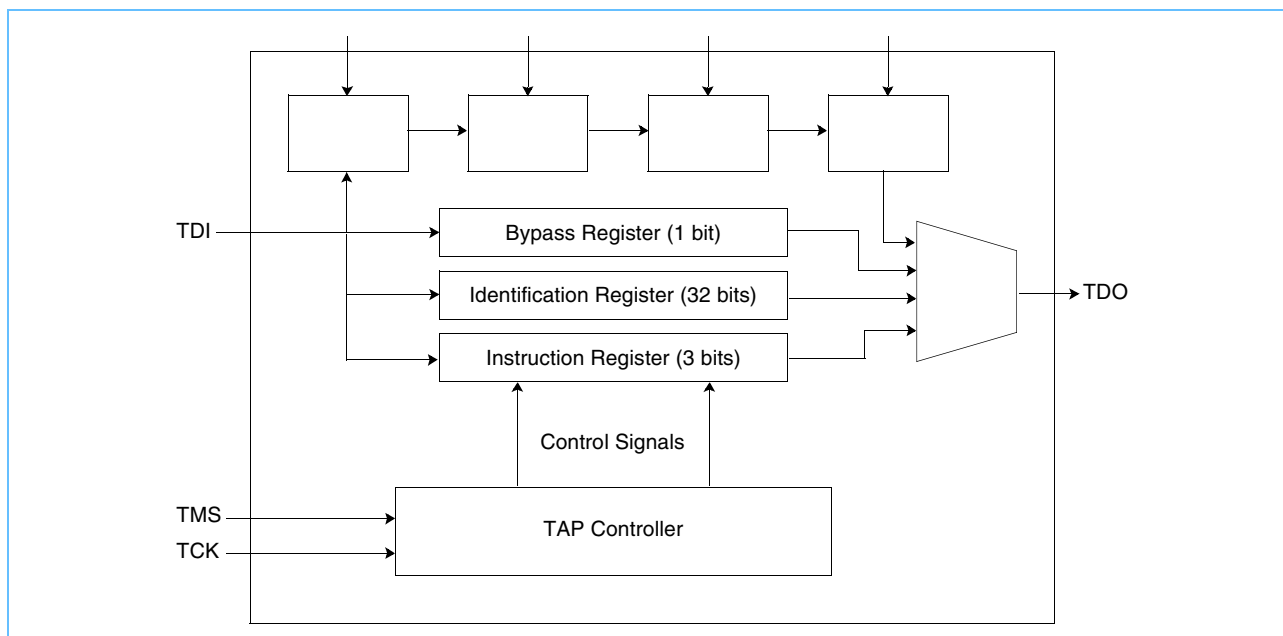 TDI
Bypass Register (1 bit)
Identification Register (32 bits)
TDO
Instruction Register (3 bits)
Control Signals
TMS
TAP Controller
TCK